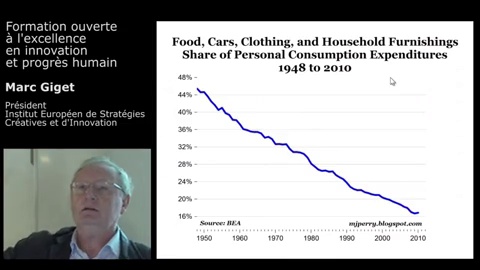 Formation ouverte
à l'excellence
en innovation
et progrès humain
Marc Giget
Président
Institut Européen de Stratégies
Créatives et d'Innovation
Food, Cars, Clothing, and Household Furnishings
Share of Personal Consumption Expenditures
1948 to 2010
48%
44%
40%
36%
32%
28%
24%
20%
16%
Source: BEA
mjperry.blogspot.com
1950
1960
1970
1980
1990
2000
2010